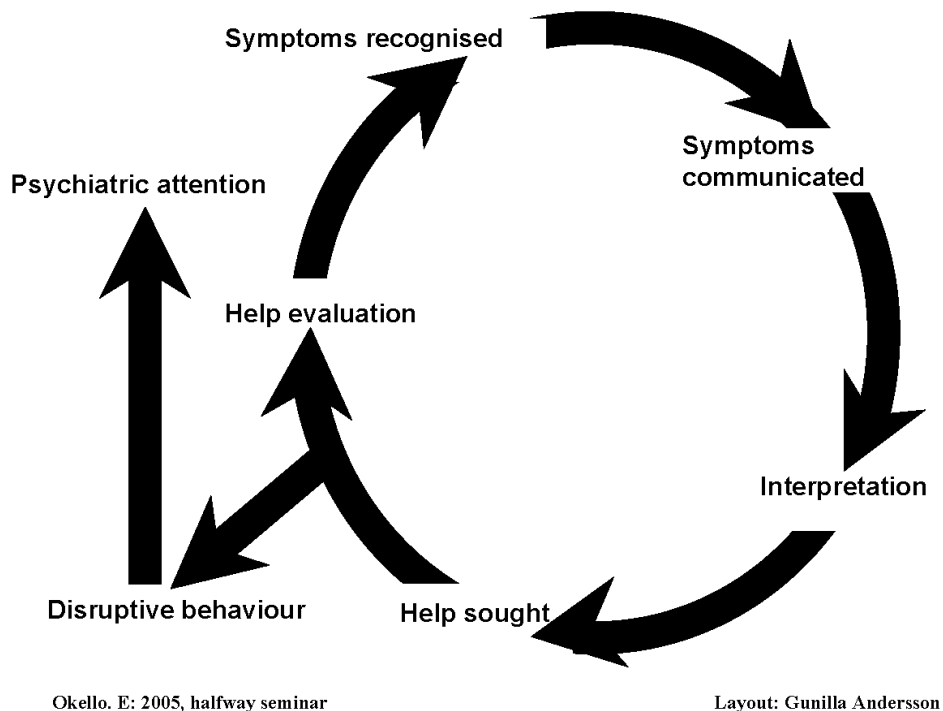 Symptoms recognised
Symptoms
communicated
Psychiatric attention
Help evaluation
Interpretation
Disruptive behaviour
Help sought
Okello. E: 2005, halfway seminar
Layout: Gunilla Andersson